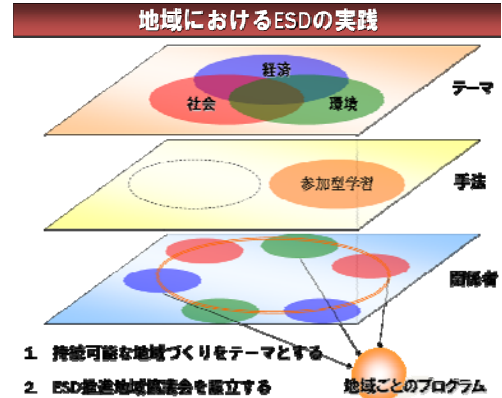 地域におけるESDの実践
経済
社会
環境
テーマ
参加型学習
手法
関係者
1. 持続可能な地域づくりをテーマとする
2. ESD推進地域協議会を設立する
地域ごとのプログラム